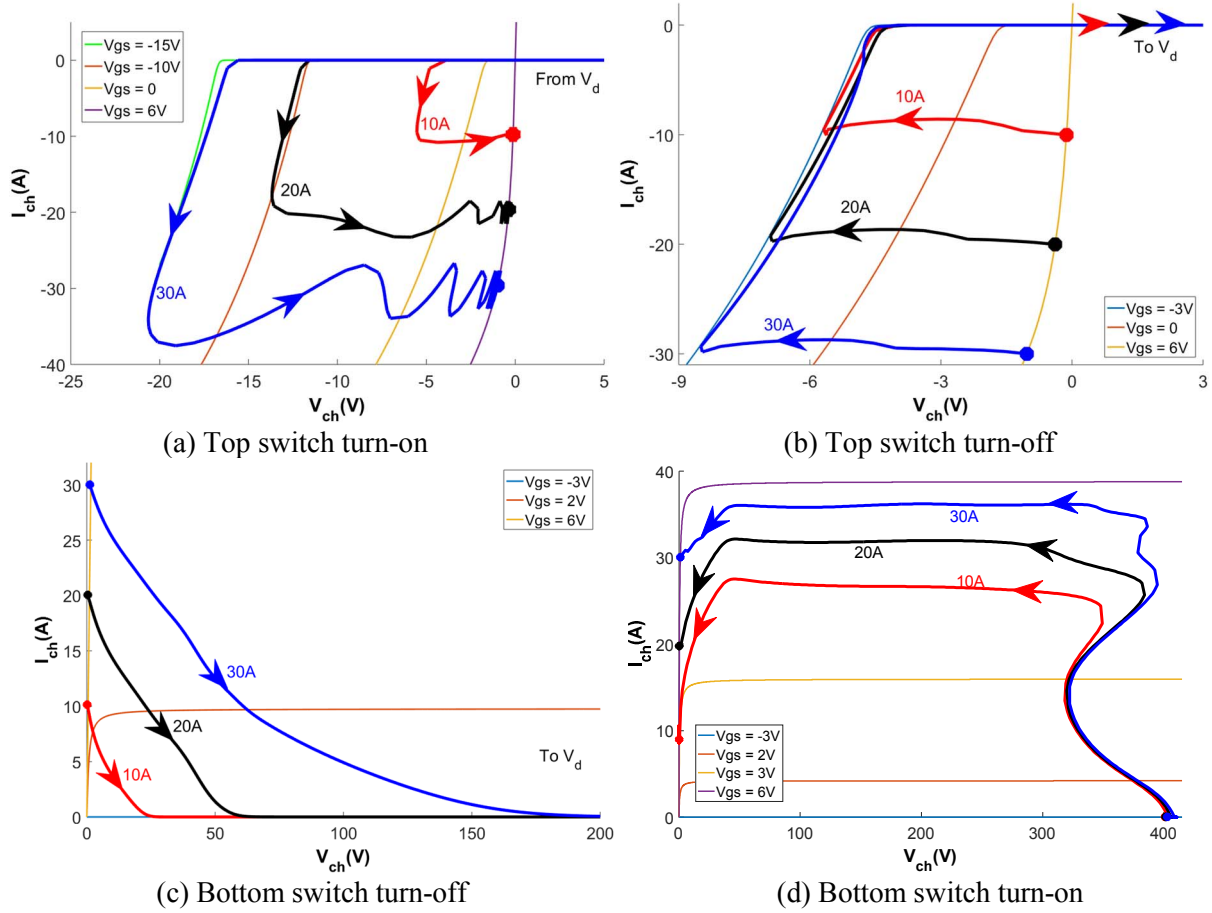 Vgs = -15V
Vgs = -10V
Vgs = 0
Vgs = 6V
From V_d
10A
20A
30A
0
-10
-20
-30
-40
I_ch(A)
-25
-20
-15
-10
-5
0
5
V_ch(V)
(a) Top switch turn-on
To V_d
10A
20A
30A
Vgs = -3V
Vgs = 0
Vgs = 6V
0
-10
-20
-30
I_ch(A)
-9
-6
-3
0
3
V_ch(V)
(b) Top switch turn-off
Vgs = -3V
Vgs = 2V
Vgs = 6V
30A
20A
10A
To V_d
30
25
20
15
10
5
0
I_ch(A)
0
50
100
150
200
V_ch(V)
(c) Bottom switch turn-off
30A
20A
10A
Vgs = -3V
Vgs = 2V
Vgs = 3V
Vgs = 6V
40
30
20
10
0
I_ch(A)
0
100
200
300
400
V_ch(V)
(d) Bottom switch turn-on